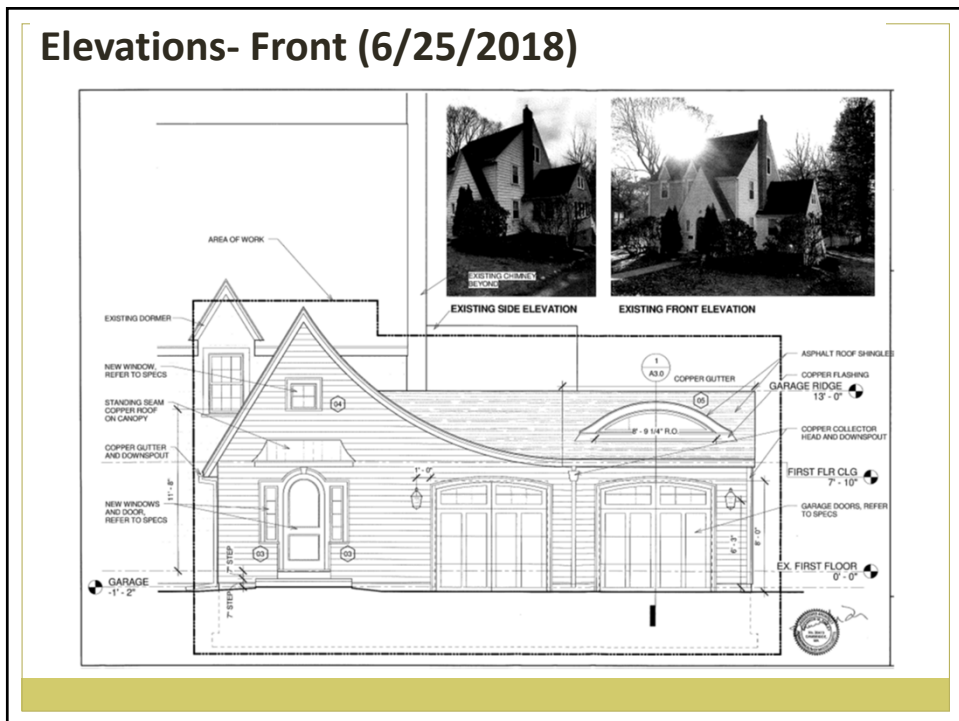 Elevations- Front (6/25/2018)
AREA OF WORK
EXISTING CHIMNEY
BEYOND
EXISTING SIDE ELEVATION
EXISTING FRONT ELEVATION
EXISTING DORMER
NEW WINDOW,
REFER TO SPECS
STANDING SEAM
COPPER ROOF
ON CANOPY
COPPER GUTTER
AND DOWNSPOUT
11' - 8"
NEW WINDOWS
AND DOOR,
REFER TO SPECS
GARAGE
-1' - 2"
7" STEP
7" STEP
03
03
04
1' - 0"
1
A3.0
COPPER GUTTER
05
8' - 9 1/4" R.O.
ASPHALT ROOF SHINGLES
COPPER FLASHING
GARAGE RIDGE
13' - 0"
COPPER COLLECTOR
HEAD AND DOWNSPOUT
FIRST FLR CLG
7' - 10"
GARAGE DOORS, REFER
TO SPECS
6' - 3"
8' - 0"
EX. FIRST FLOOR
0' - 0"